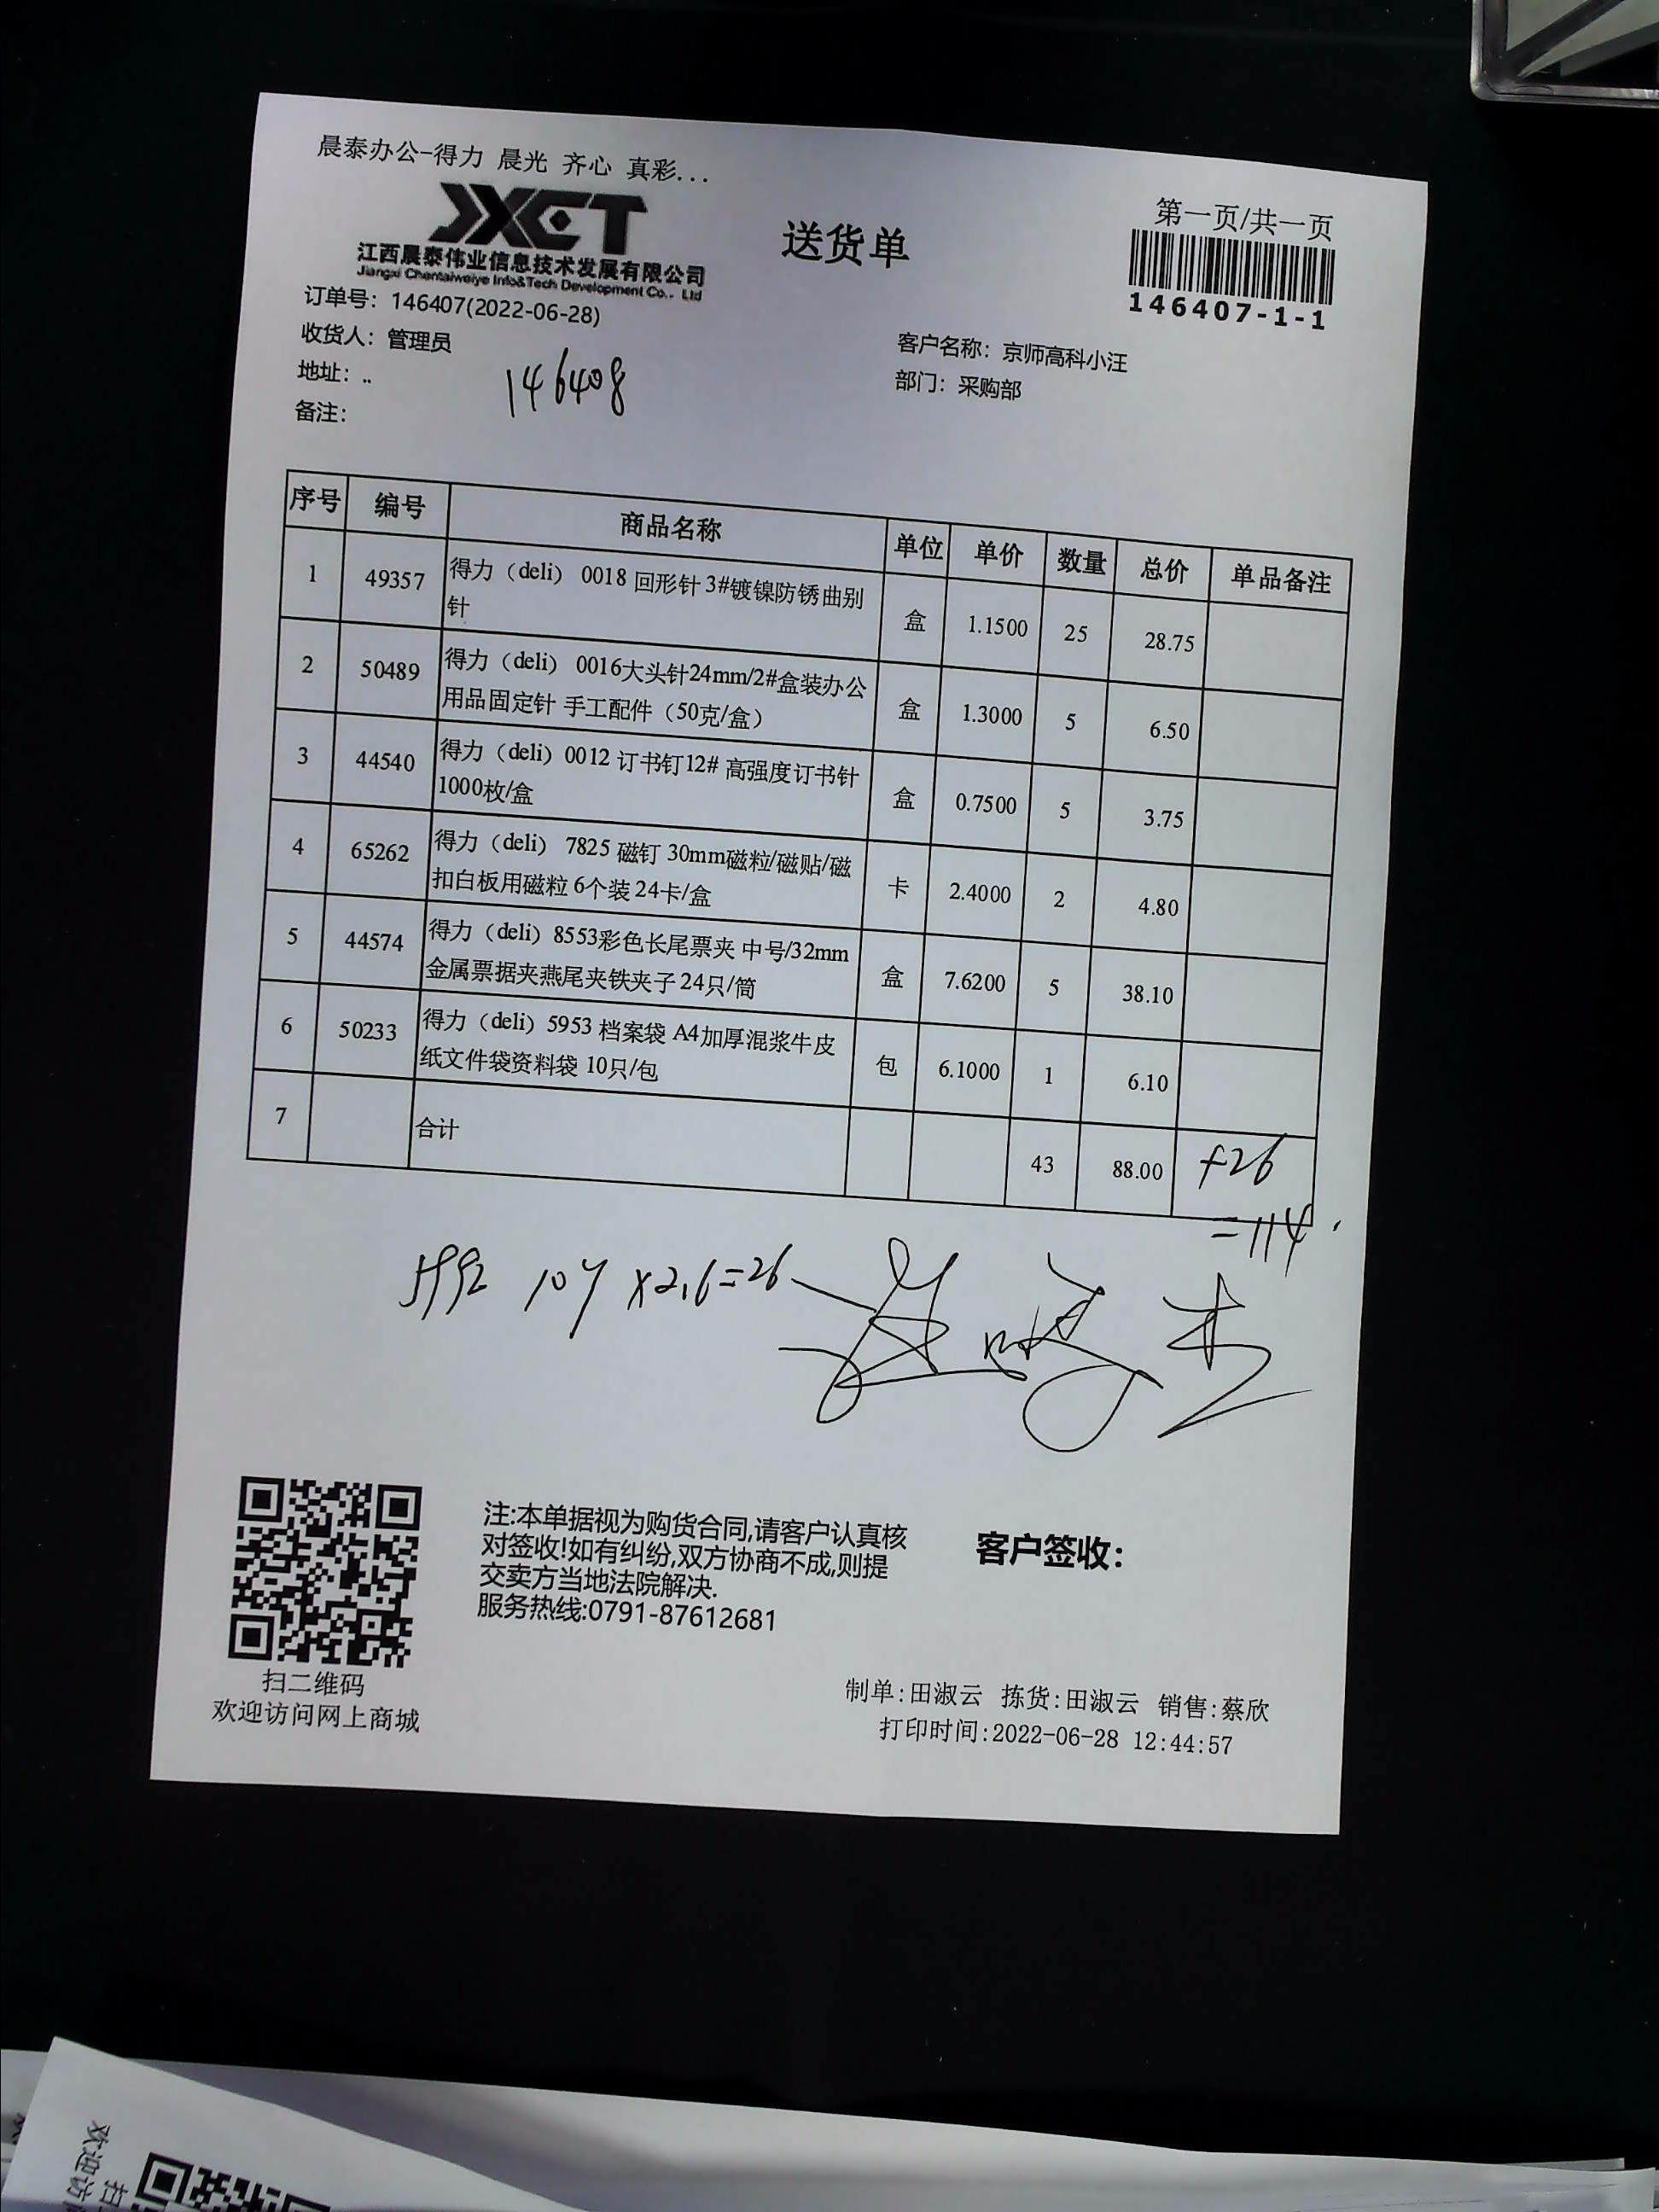 晨泰办公-得力 晨光 齐心 真彩...
JXCT
江西晨泰伟业信息技术发展有限公司
Jiangxi Chentaiweiye Info&Tech Development Co., Ltd
送货单
第一页/共一页
146407-1-1
订单号：146407(2022-06-28)
收货人：管理员
客户名称：京师高科小汪
地址：..
部门：采购部
146408
备注：
序号 编号 商品名称 单位 单价 数量 总价 单品备注
1 49357 得力（deli） 0018 回形针 3#镀镍防锈曲别
针 盒 1.1500 25 28.75
2 50489 得力（deli） 0016大头针24mm/2#盒装办公
用品固定针 手工配件（50克/盒） 盒 1.3000 5 6.50
3 44540 得力（deli）0012 订书钉12# 高强度订书针
1000枚/盒 盒 0.7500 5 3.75
4 65262 得力（deli） 7825 磁钉 30mm磁粒/磁贴/磁
扣白板用磁粒 6个装 24卡/盒 卡 2.4000 2 4.80
5 44574 得力（deli）8553彩色长尾票夹 中号/32mm
金属票据夹燕尾夹铁夹子 24只/筒 盒 7.6200 5 38.10
6 50233 得力（deli）5953 档案袋 A4加厚混浆牛皮
纸文件袋资料袋 10只/包 包 6.1000 1 6.10
7 合计 43 88.00 +26
=114
×2.6=26
注:本单据视为购货合同,请客户认真核
对签收!如有纠纷,双方协商不成,则提
交卖方当地法院解决.
服务热线:0791-87612681
客户签收：
扫二维码
欢迎访问网上商城
制单:田淑云 拣货:田淑云 销售:蔡欣
打印时间:2022-06-28 12:44:57